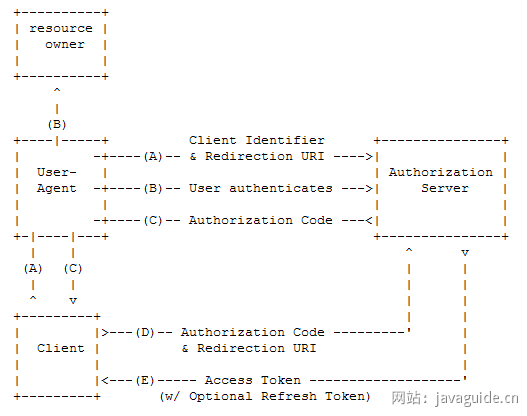 resource
owner
(B)
Client Identifier
(A) & Redirection URI
User-
Agent
(B) User authenticates
Authorization
Server
(C) Authorization Code
(A) (C)
Client
(D) Authorization Code
& Redirection URI
(E) Access Token
(w/ Optional Refresh Token)
网站：javaguide.cn